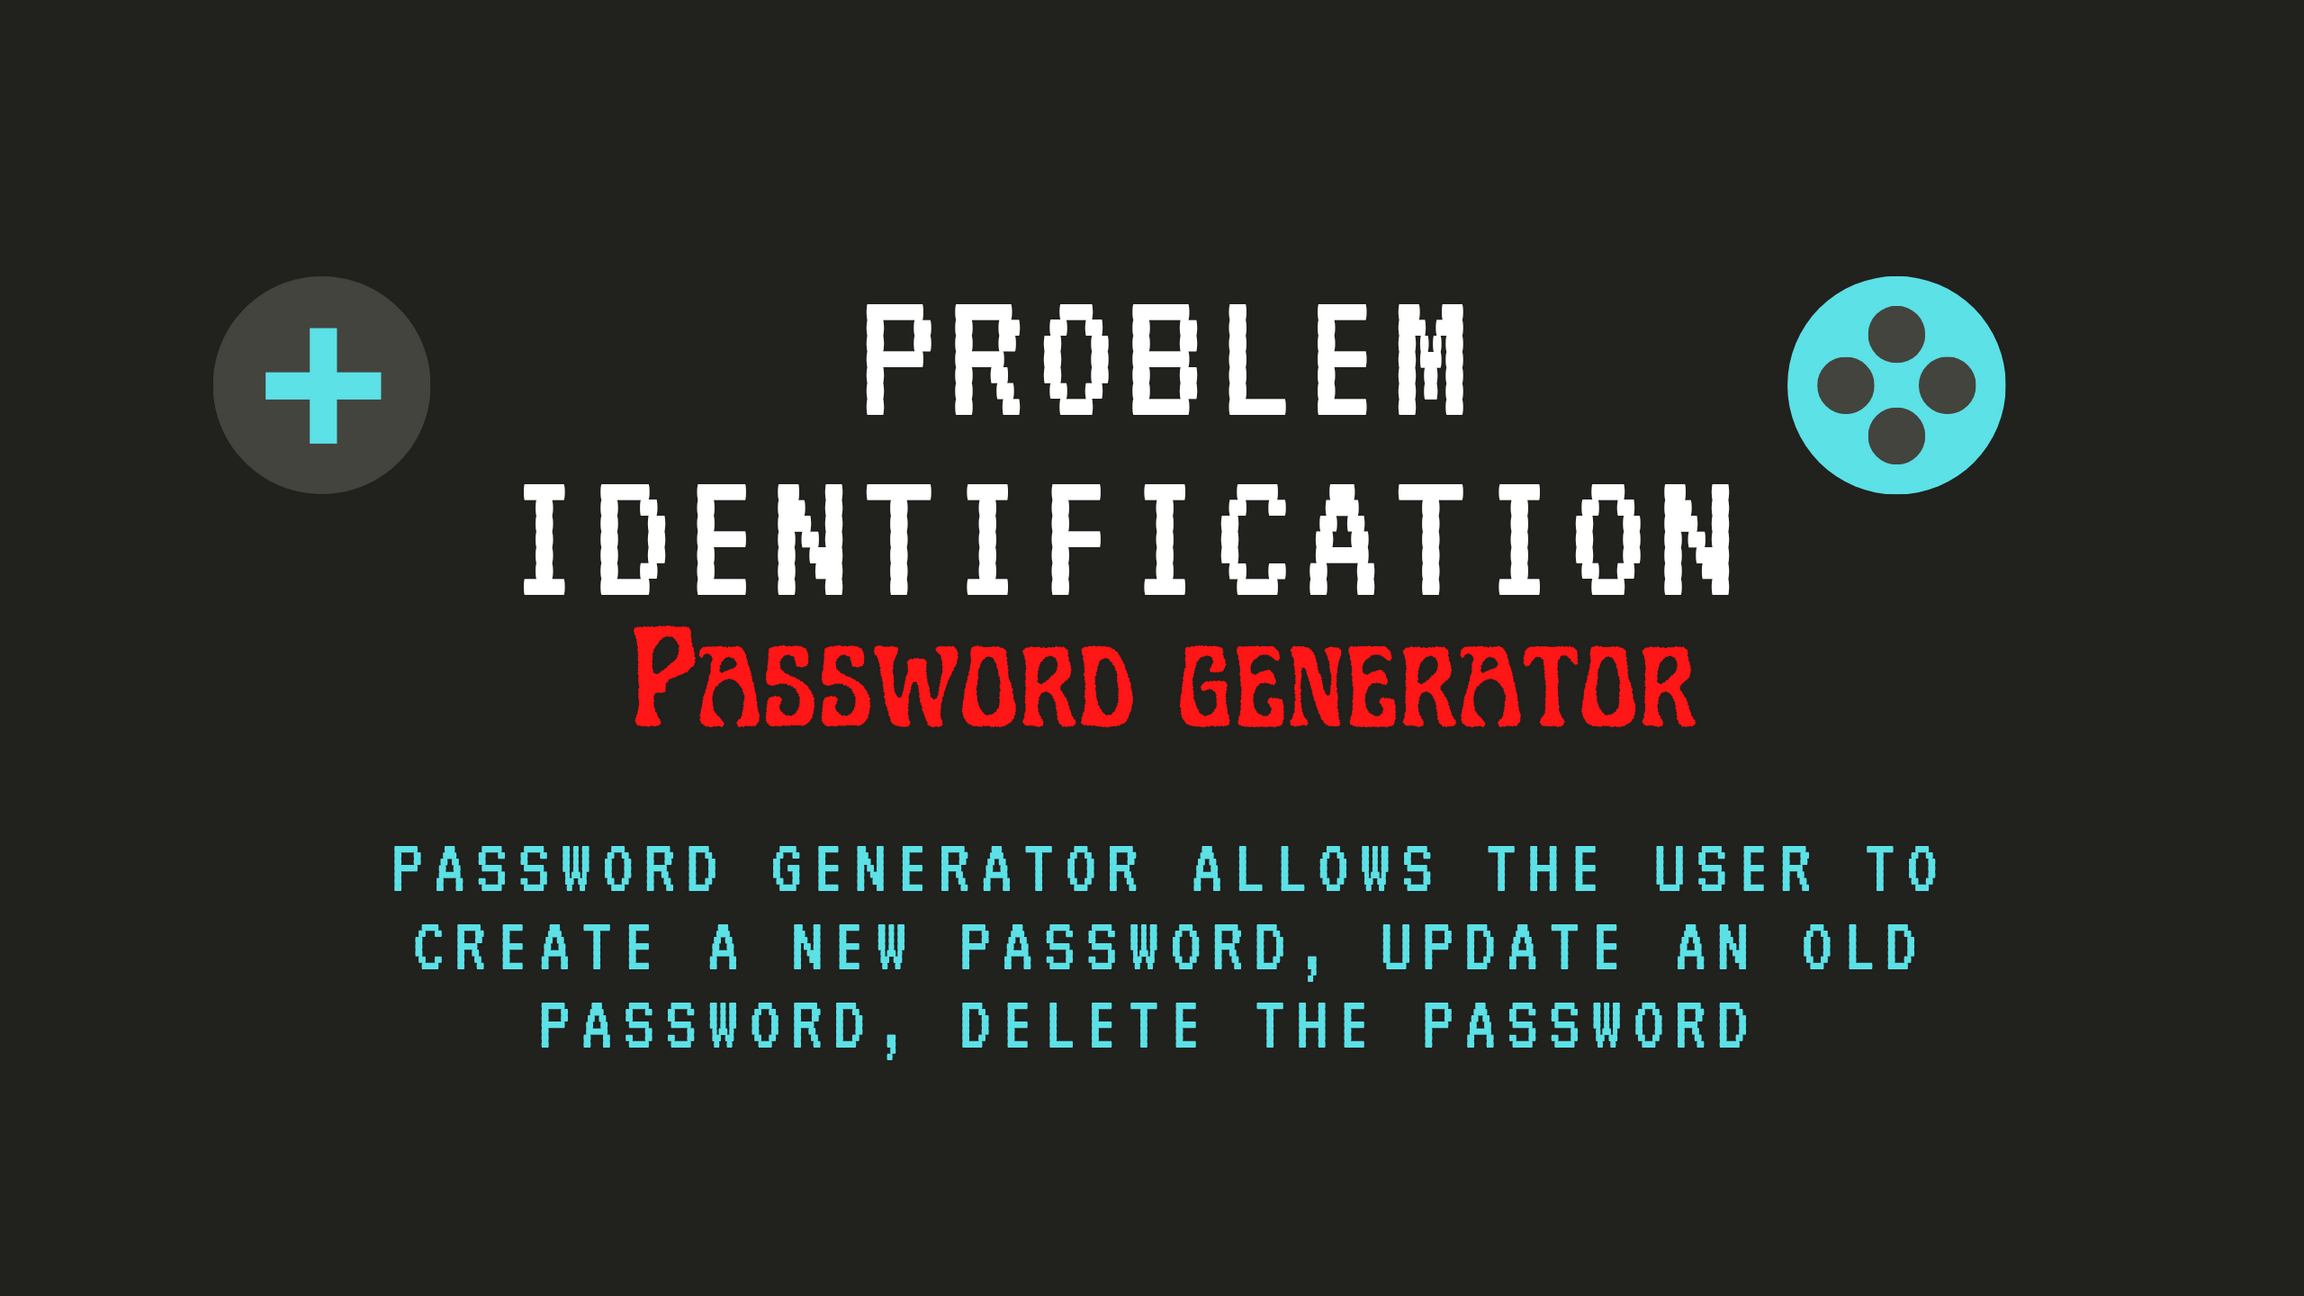 PROBLEM
IDENTIFICATION
PASSWORD GENERATOR
PASSWORD GENERATOR ALLOWS THE USER TO
CREATE A NEW PASSWORD, UPDATE AN OLD
PASSWORD, DELETE THE PASSWORD